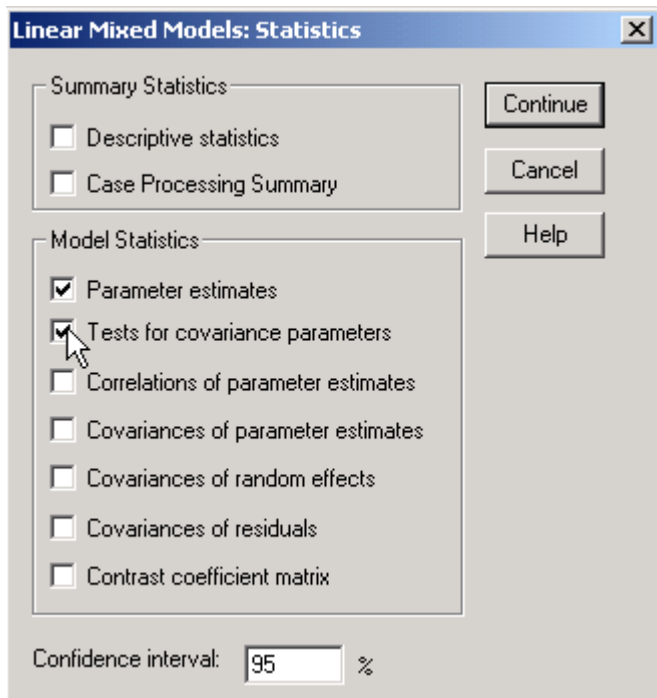 Linear Mixed Models: Statistics
Summary Statistics
Descriptive statistics
Case Processing Summary
Continue
Cancel
Help
Model Statistics
Parameter estimates
Tests for covariance parameters
Correlations of parameter estimates
Covariances of parameter estimates
Covariances of random effects
Covariances of residuals
Contrast coefficient matrix
Confidence interval: 95 %